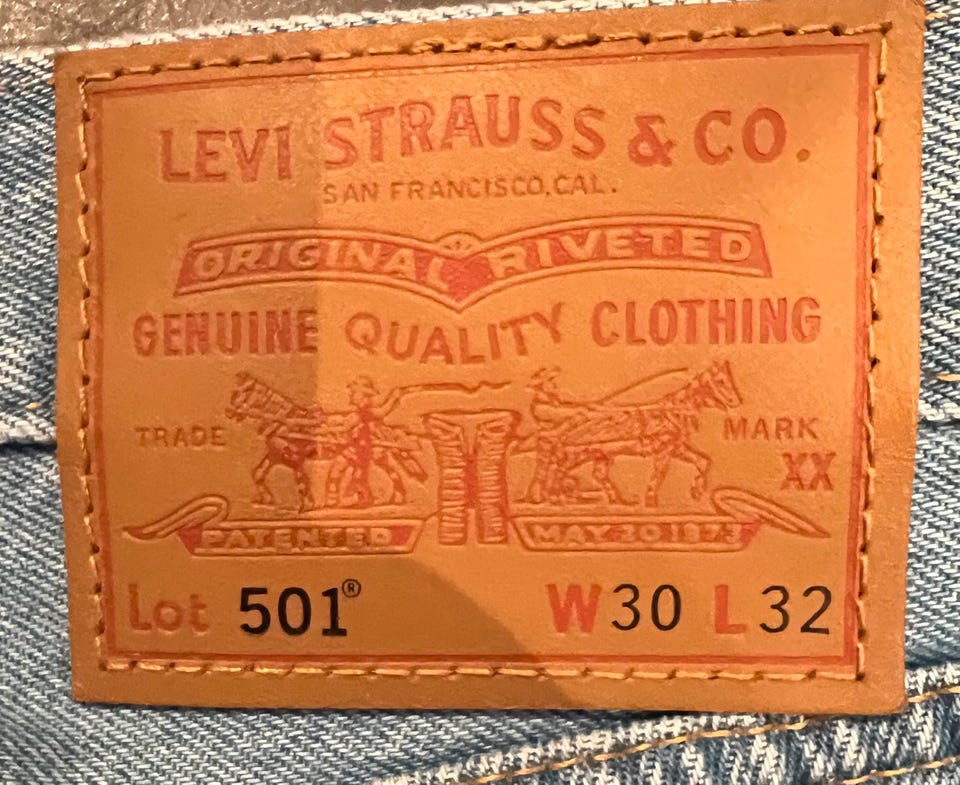 LEVI STRAUSS & CO.
SAN FRANCISCO, CAL.
ORIGINAL RIVETED
GENUINE QUALITY CLOTHING
TRADE MARK
XX
PATENTED MAY 20 1873
Lot 501® W30 L32